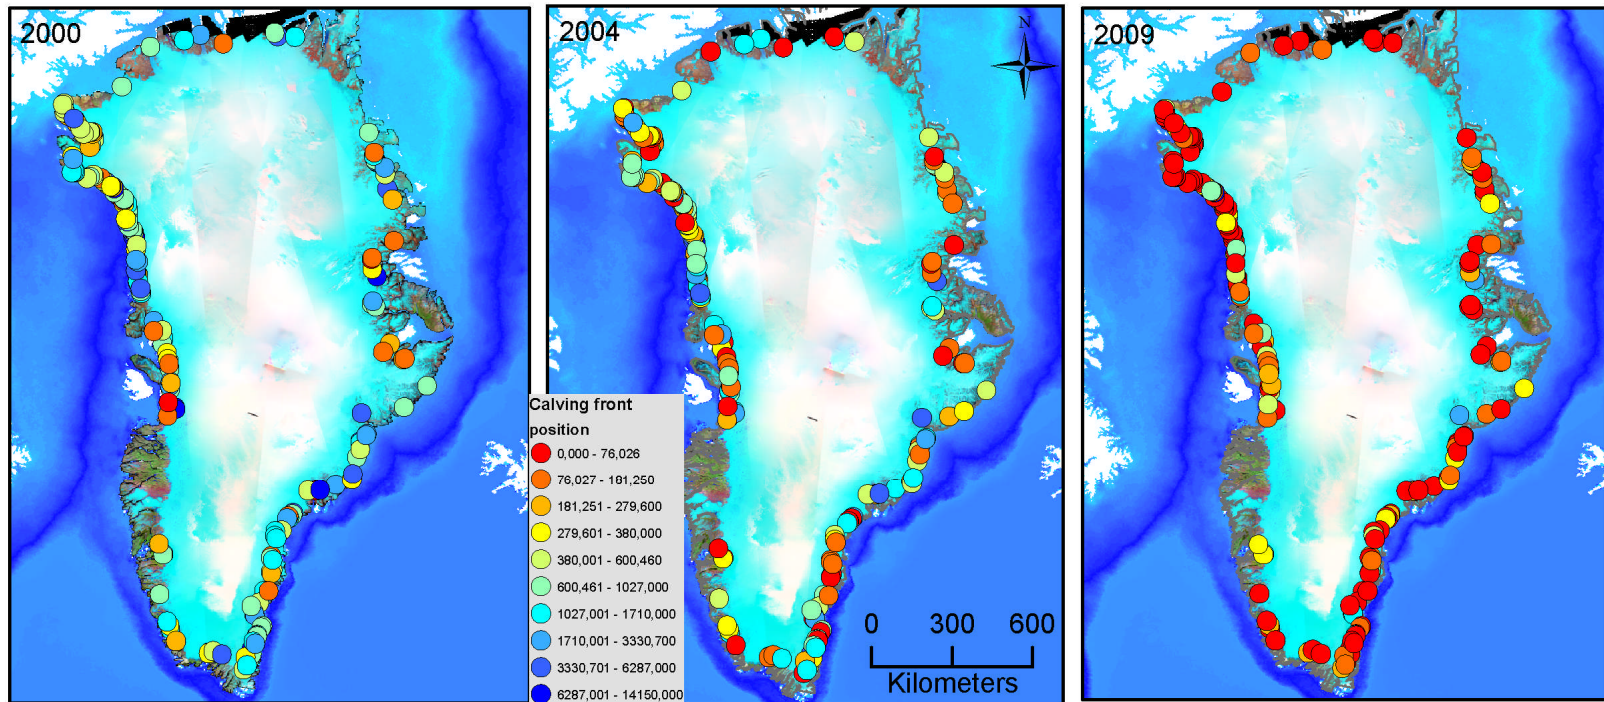 2000
2004
N
2009
Calving front
position
0,000 - 76,026
76,027 - 181,250
181,251 - 279,600
279,601 - 380,000
380,001 - 600,460
600,461 - 1027,000
1027,001 - 1710,000
1710,001 - 3330,700
3330,701 - 6287,000
6287,001 - 14150,000
0 300 600
Kilometers